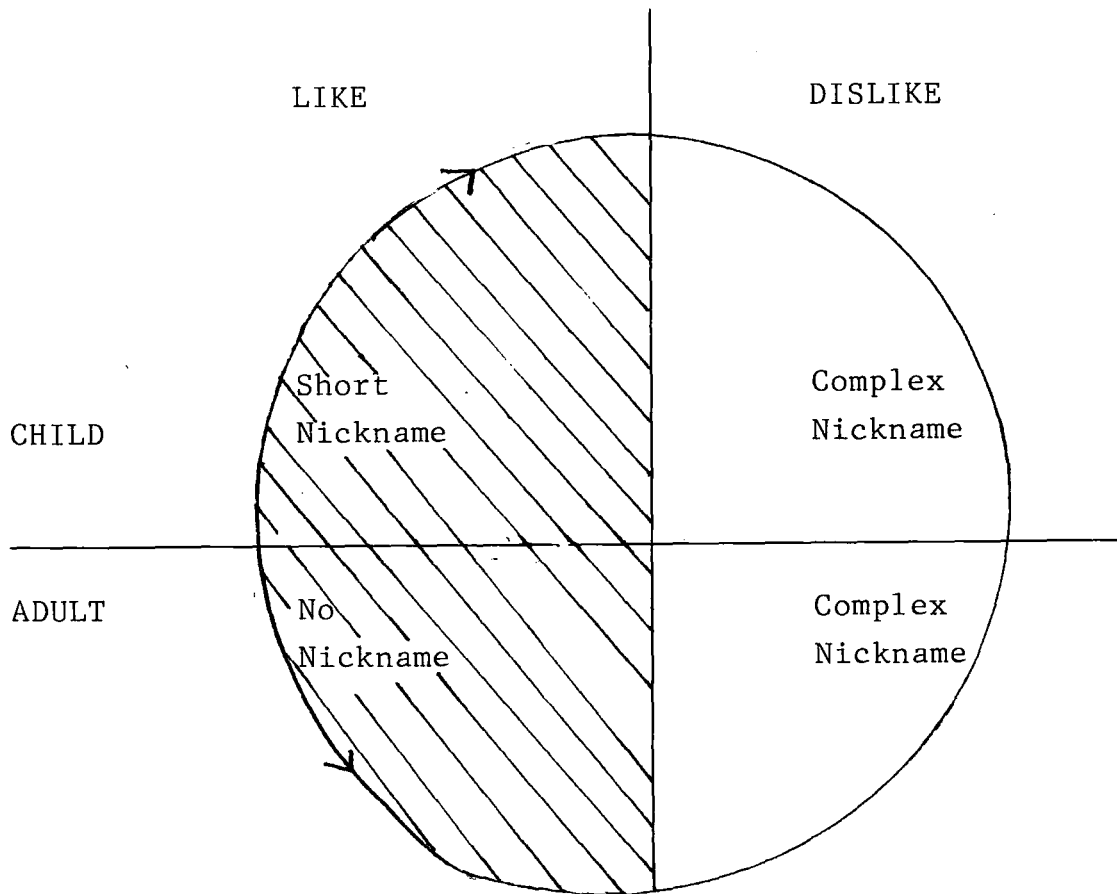 LIKE
DISLIKE
Short
Nickname
Complex
Nickname
CHILD
ADULT
No
Nickname
Complex
Nickname